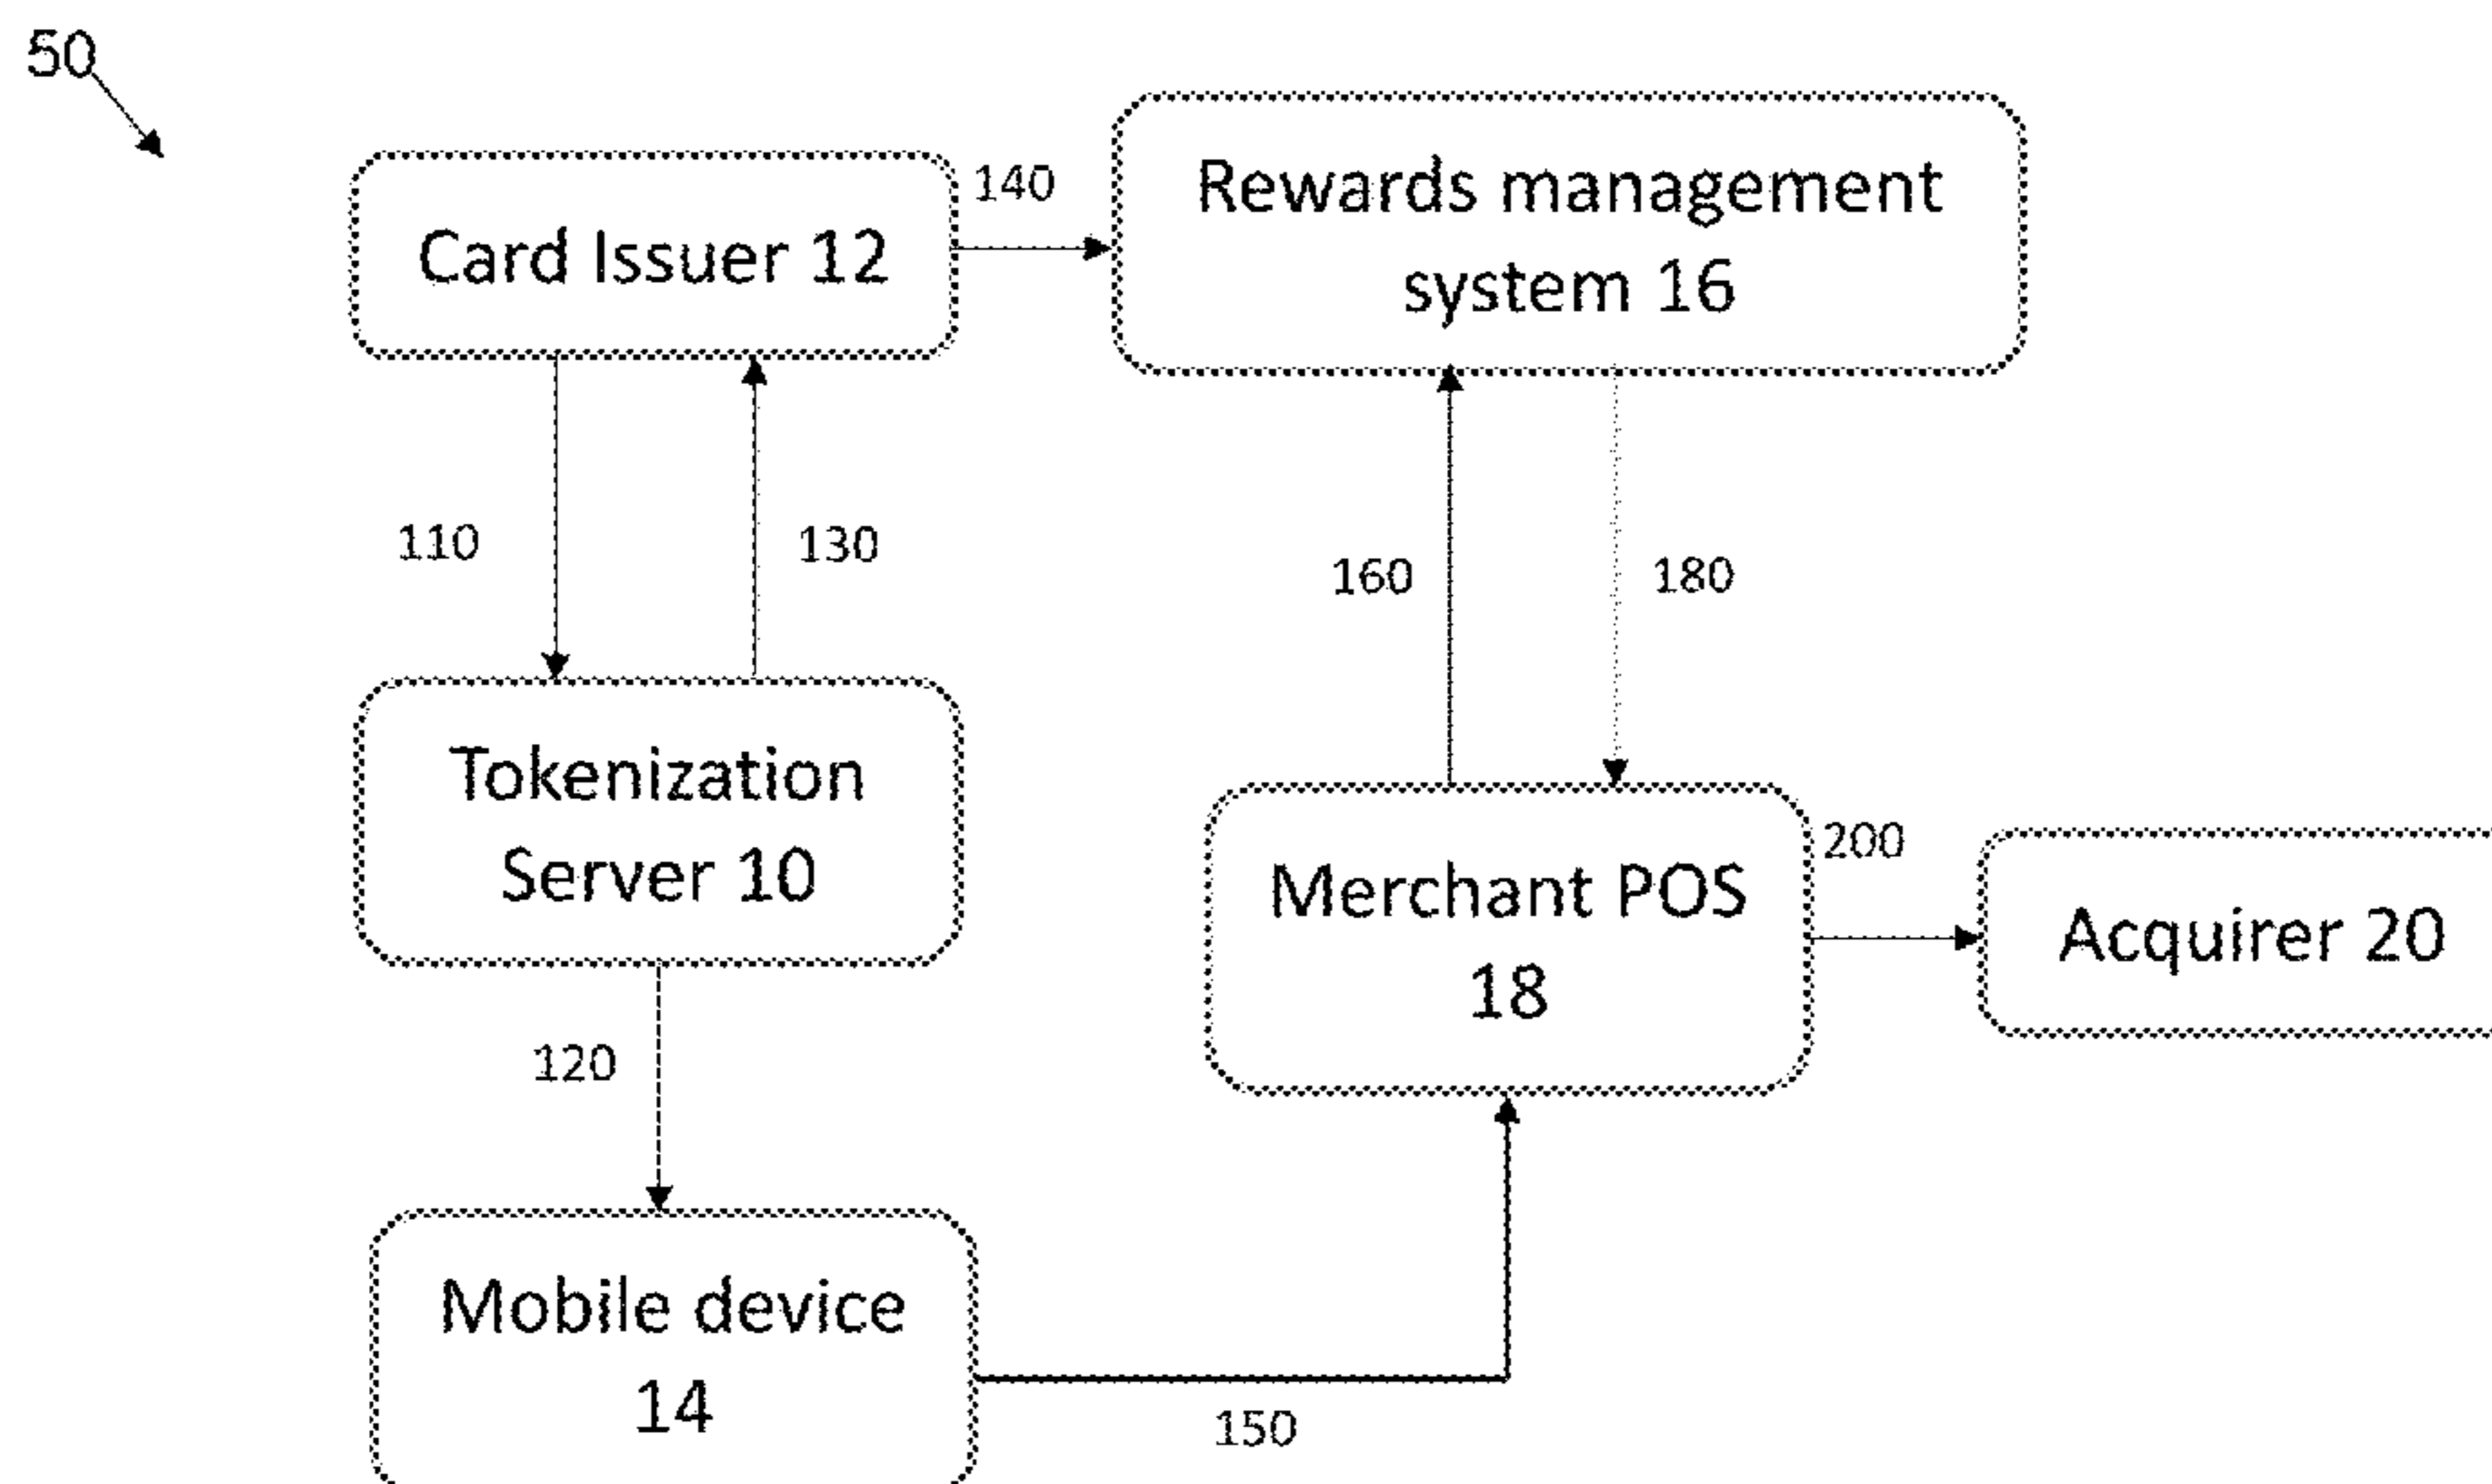 50
Card Issuer 12
140
Rewards management
system 16
110
130
160
180
Tokenization
Server 10
Merchant POS
18
200
Acquirer 20
120
Mobile device
14
150